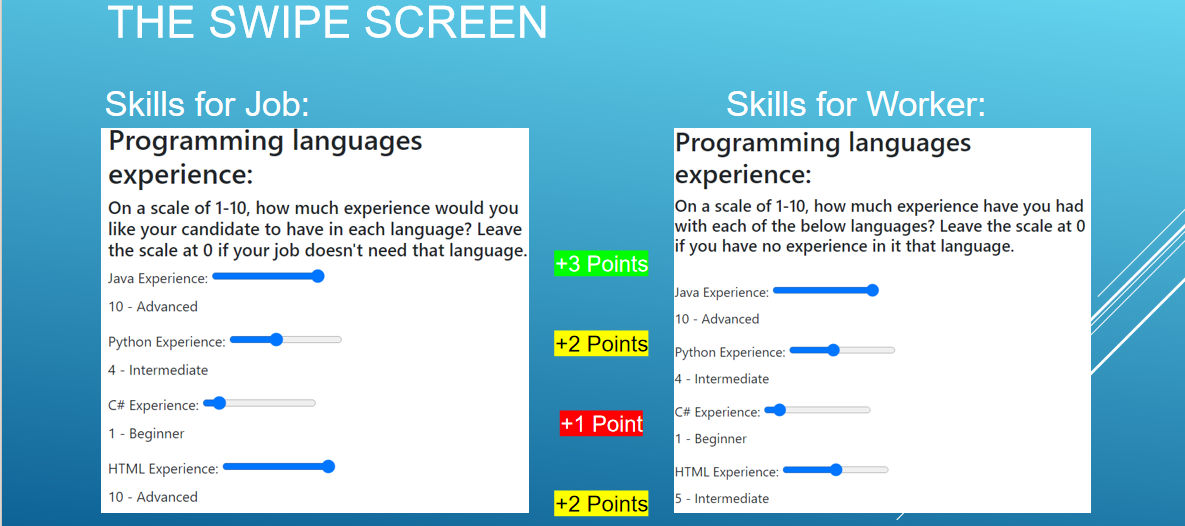 THE SWIPE SCREEN
Skills for Job:
Programming languages
experience:
On a scale of 1-10, how much experience would you
like your candidate to have in each language? Leave
the scale at 0 if your job doesn't need that language.
Java Experience:
10 - Advanced
Python Experience:
4 - Intermediate
C# Experience:
1 - Beginner
HTML Experience:
10 - Advanced
+3 Points
+2 Points
+1 Point
+2 Points
Skills for Worker:
Programming languages
experience:
On a scale of 1-10, how much experience have you had
with each of the below languages? Leave the scale at 0
if you have no experience in it that language.
Java Experience:
10 - Advanced
Python Experience:
4 - Intermediate
C# Experience:
1 - Beginner
HTML Experience:
5 - Intermediate